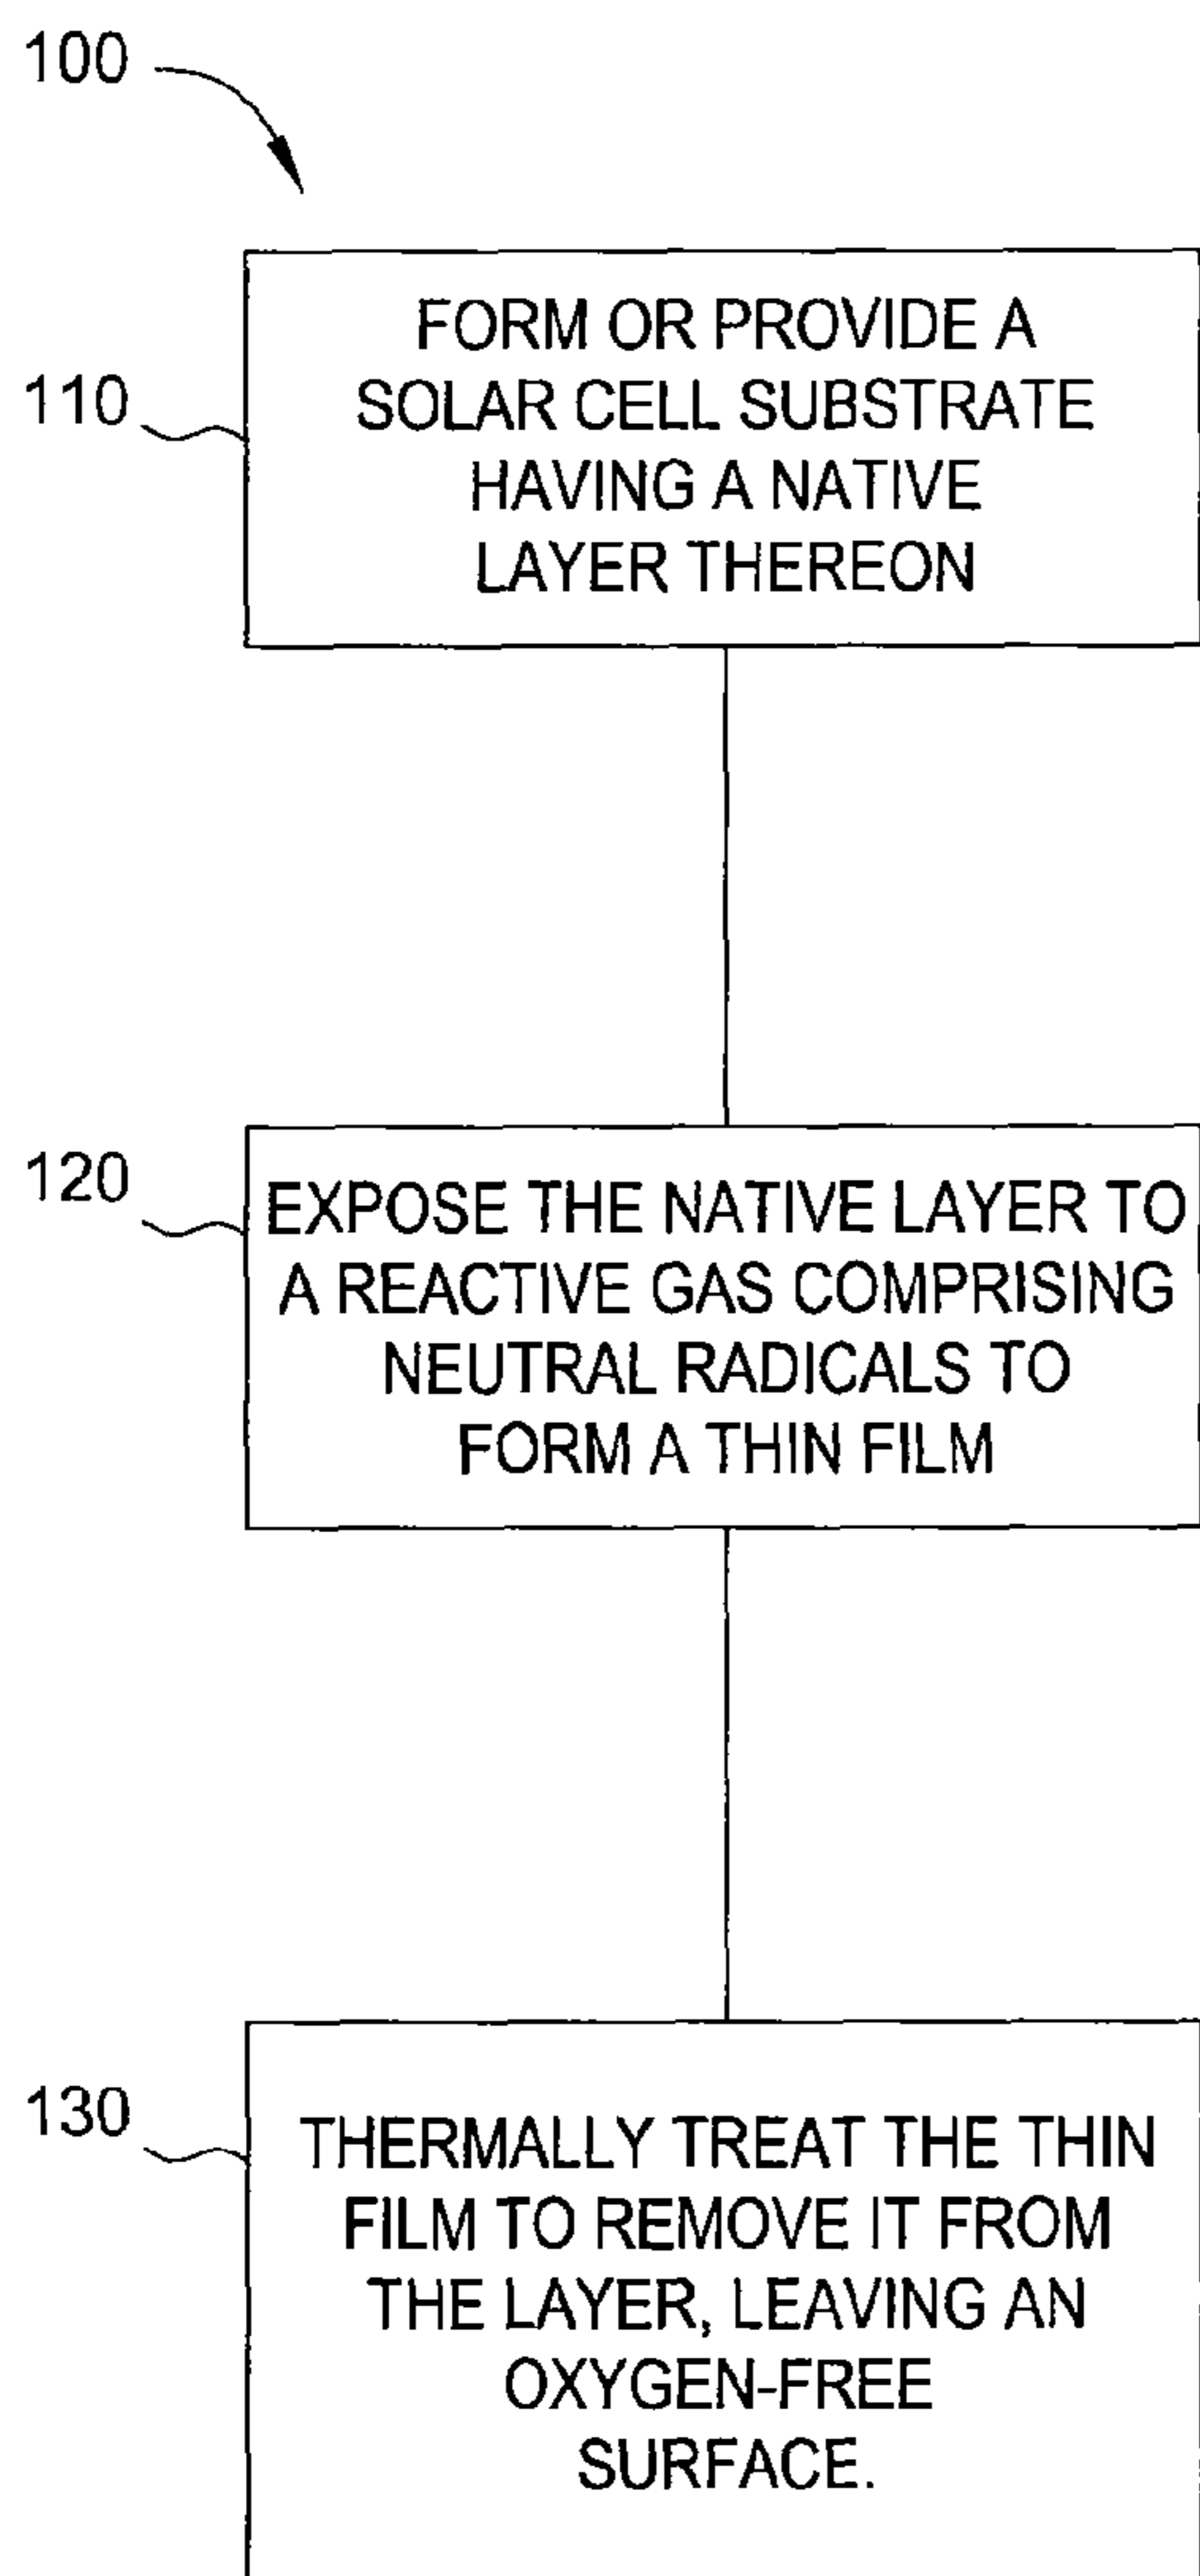 100
110
FORM OR PROVIDE A
SOLAR CELL SUBSTRATE
HAVING A NATIVE
LAYER THEREON
120
EXPOSE THE NATIVE LAYER TO
A REACTIVE GAS COMPRISING
NEUTRAL RADICALS TO
FORM A THIN FILM
130
THERMALLY TREAT THE THIN
FILM TO REMOVE IT FROM
THE LAYER, LEAVING AN
OXYGEN-FREE
SURFACE.